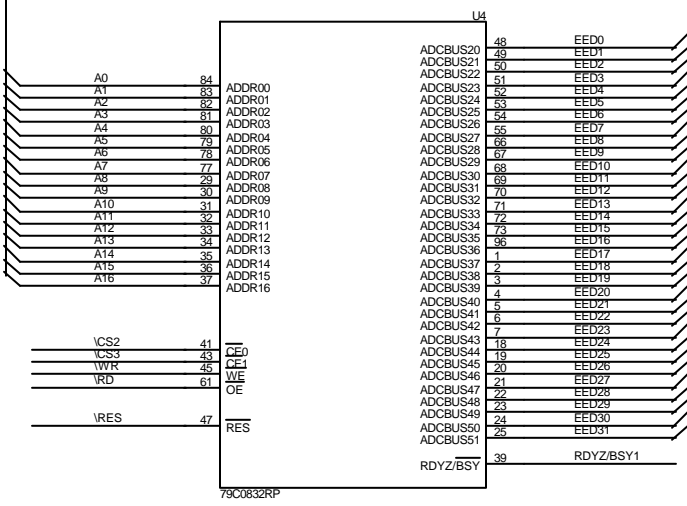 U4
A0 84 ADDR00
A1 83 ADDR01
A2 82 ADDR02
A3 81 ADDR03
A4 80 ADDR04
A5 79 ADDR05
A6 78 ADDR06
A7 77 ADDR07
A8 29 ADDR08
A9 30 ADDR09
A10 31 ADDR10
A11 32 ADDR11
A12 33 ADDR12
A13 34 ADDR13
A14 35 ADDR14
A15 36 ADDR15
A16 37 ADDR16
\CS2 41 CE0
\CS3 43 CE1
\WR 45 WE
\RD 61 OE
\RES 47 RES
ADCBUS20 48 EED0
ADCBUS21 49 EED1
ADCBUS22 50 EED2
ADCBUS23 51 EED3
ADCBUS24 52 EED4
ADCBUS25 53 EED5
ADCBUS26 54 EED6
ADCBUS27 55 EED7
ADCBUS28 66 EED8
ADCBUS29 67 EED9
ADCBUS30 68 EED10
ADCBUS31 69 EED11
ADCBUS32 70 EED12
ADCBUS33 71 EED13
ADCBUS34 72 EED14
ADCBUS35 73 EED15
ADCBUS36 96 EED16
ADCBUS37 1 EED17
ADCBUS38 2 EED18
ADCBUS39 3 EED19
ADCBUS40 4 EED20
ADCBUS41 5 EED21
ADCBUS42 6 EED22
ADCBUS43 7 EED23
ADCBUS44 18 EED24
ADCBUS45 19 EED25
ADCBUS46 20 EED26
ADCBUS47 21 EED27
ADCBUS48 22 EED28
ADCBUS49 23 EED29
ADCBUS50 24 EED30
ADCBUS51 25 EED31
RDYZ/BSY 39 RDYZ/BSY1
79C0832RP